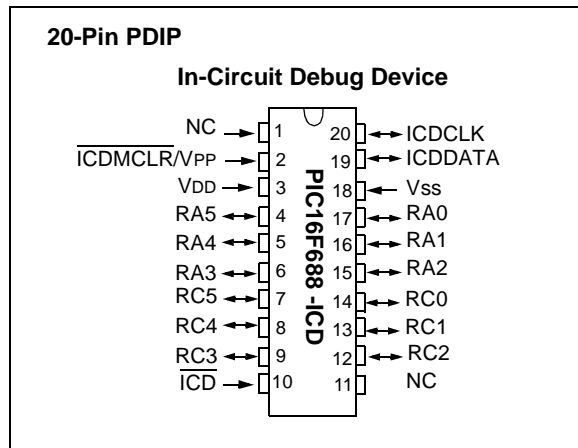 20-Pin PDIP
In-Circuit Debug Device
NC 1 20 ICDCLK
ICDMCLR/VPP 2 19 ICDDATA
VDD 3 18 Vss
RA5 4 17 RA0
RA4 5 16 RA1
RA3 6 15 RA2
RC5 7 14 RC0
RC4 8 13 RC1
RC3 9 12 RC2
ICD 10 11 NC
PIC16F688 -ICD